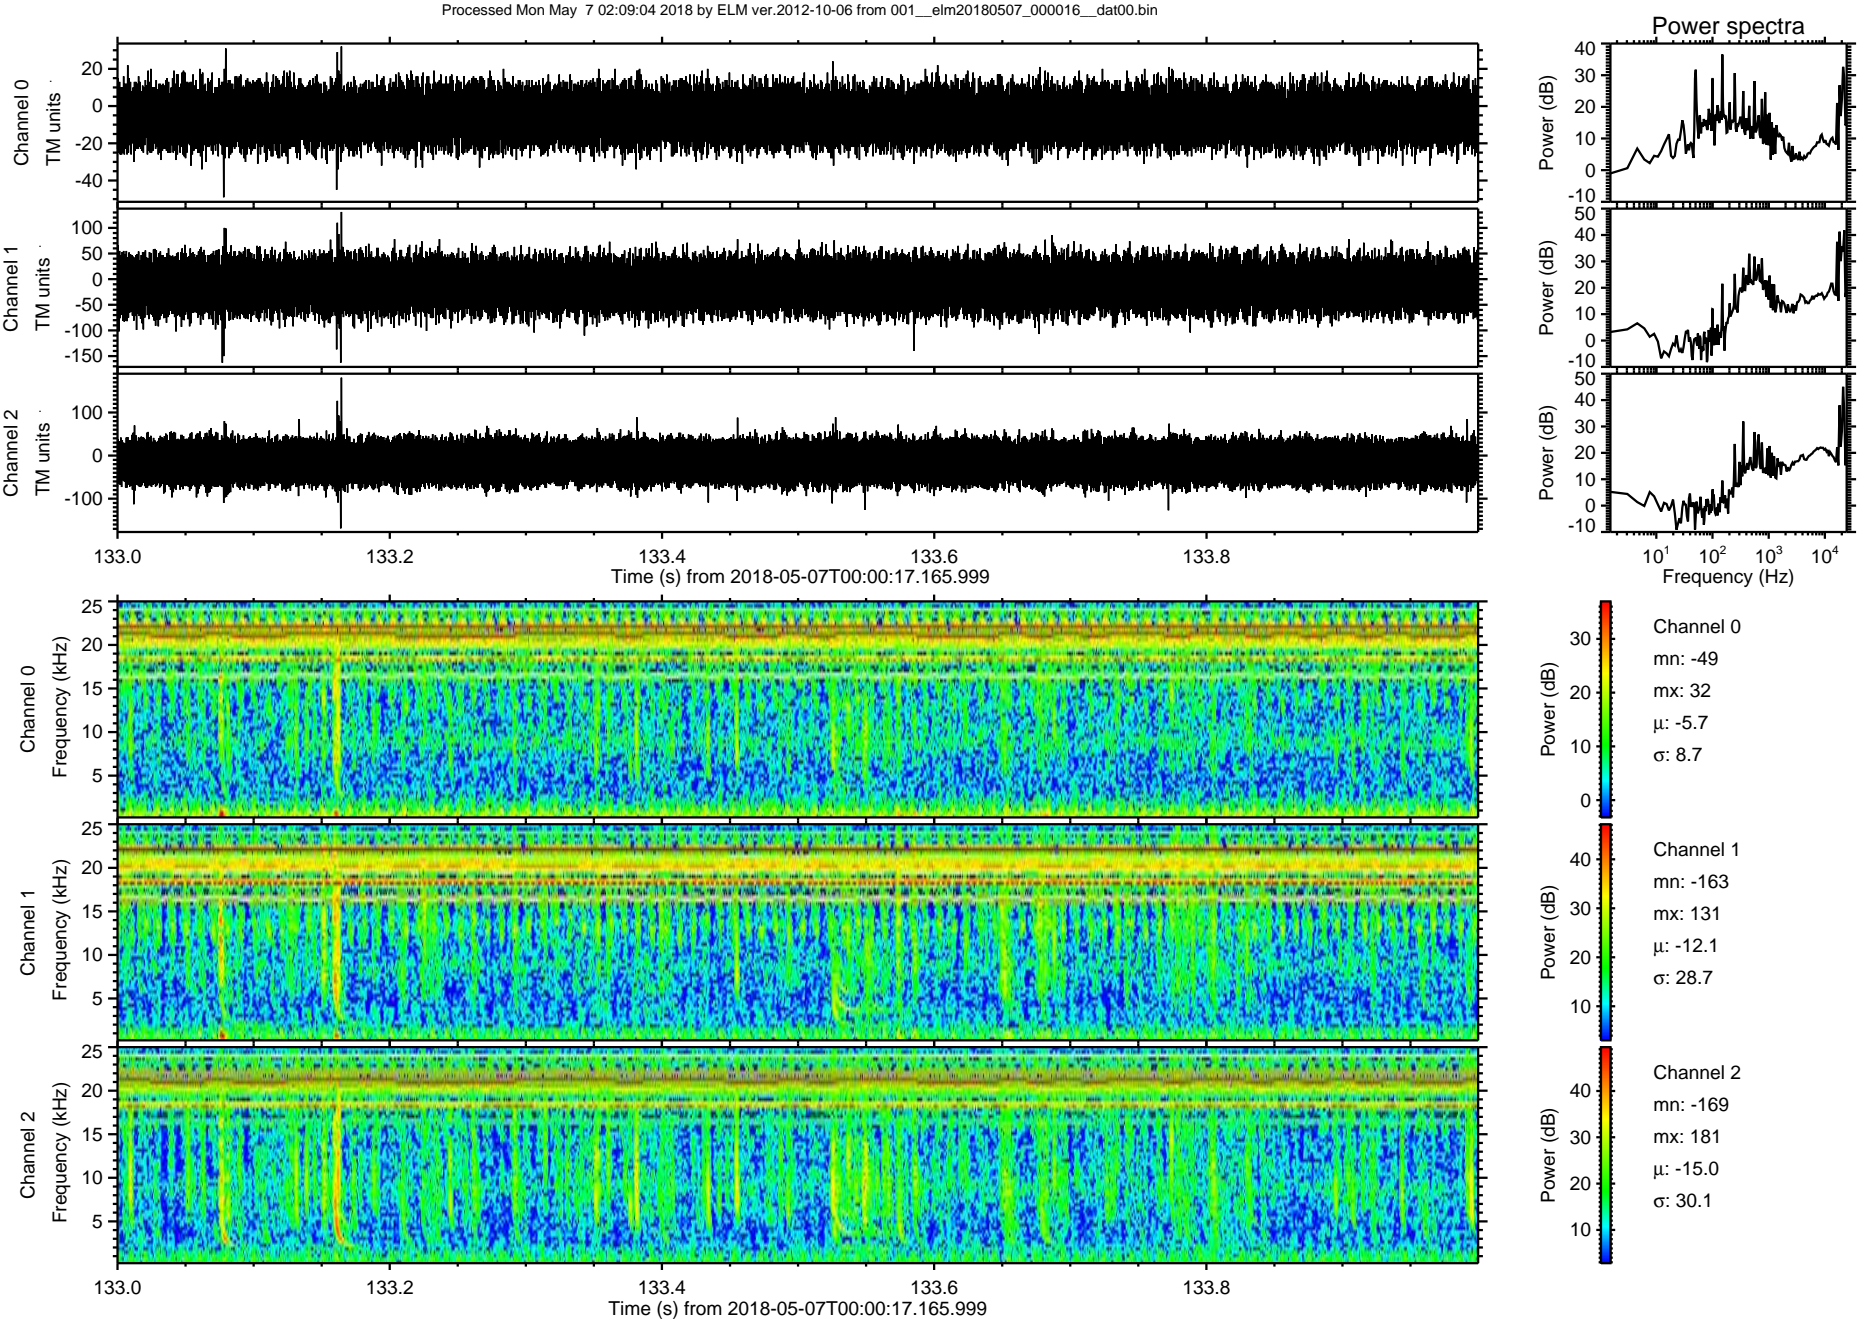 Processed Mon May  7 02:09:04 2018 by ELM ver.2012-10-06 from 001__elm20180507_000016__dat00.bin
Power spectra
Channel 0
TM units
20
0
-20
-40
Power (dB)
40
30
20
10
0
-10
Channel 1
TM units
100
50
0
-50
-100
-150
Power (dB)
50
40
30
20
10
0
-10
Channel 2
TM units
100
0
-100
Power (dB)
50
40
30
20
10
0
-10
133.0 133.2 133.4 133.6 133.8
Time (s) from 2018-05-07T00:00:17.165.999
10¹ 10² 10³ 10⁴
Frequency (Hz)
Channel 0
Frequency (kHz)
25
20
15
10
5
Power (dB)
30
20
10
0
Channel 0
mn: -49
mx: 32
μ: -5.7
σ: 8.7
Channel 1
Frequency (kHz)
25
20
15
10
5
Power (dB)
40
30
20
10
Channel 1
mn: -163
mx: 131
μ: -12.1
σ: 28.7
Channel 2
Frequency (kHz)
25
20
15
10
5
Power (dB)
40
30
20
10
Channel 2
mn: -169
mx: 181
μ: -15.0
σ: 30.1
133.0 133.2 133.4 133.6 133.8
Time (s) from 2018-05-07T00:00:17.165.999